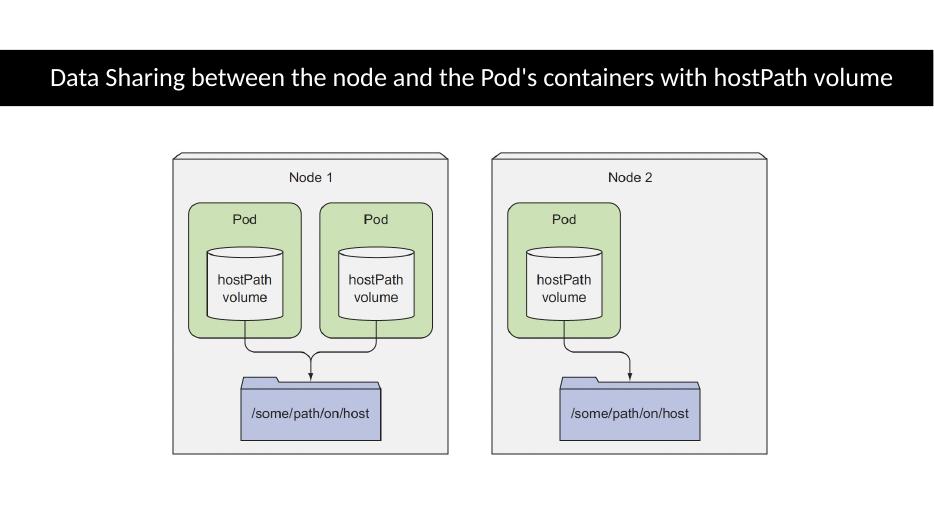 Data Sharing between the node and the Pod's containers with hostPath volume
Node 1
Pod
hostPath
volume
Pod
hostPath
volume
/some/path/on/host
Node 2
Pod
hostPath
volume
/some/path/on/host